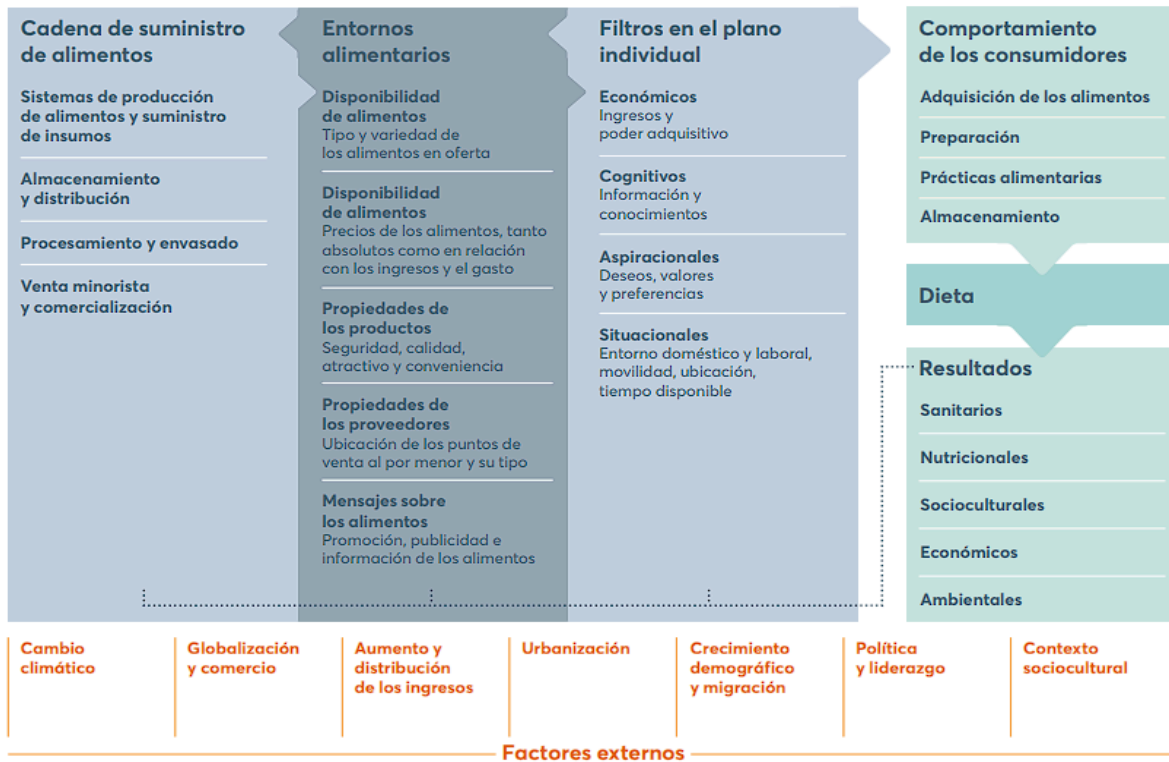 Cadena de suministro
de alimentos
Sistemas de producción
de alimentos y suministro
de insumos
Almacenamiento
y distribución
Procesamiento y envasado
Venta minorista
y comercialización
Entornos
alimentarios
Disponibilidad
de alimentos
Tipo y variedad de
los alimentos en oferta
Disponibilidad
de alimentos
Precios de los alimentos, tanto
absolutos como en relación
con los ingresos y el gasto
Propiedades de
los productos
Seguridad, calidad,
atractivo y conveniencia
Propiedades de
los proveedores
Ubicación de los puntos de
venta al por menor y su tipo
Mensajes sobre
los alimentos
Promoción, publicidad e
información de los alimentos
Filtros en el plano
individual
Económicos
Ingresos y
poder adquisitivo
Cognitivos
Información y
conocimientos
Aspiracionales
Deseos, valores
y preferencias
Situacionales
Entorno doméstico y laboral,
movilidad, ubicación,
tiempo disponible
Comportamiento
de los consumidores
Adquisición de los alimentos
Preparación
Prácticas alimentarias
Almacenamiento
Dieta
Resultados
Sanitarios
Nutricionales
Socioculturales
Económicos
Ambientales
Cambio
climático
Globalización
y comercio
Aumento y
distribución
de los ingresos
Urbanización
Crecimiento
demográfico
y migración
Política
y liderazgo
Contexto
sociocultural
Factores externos